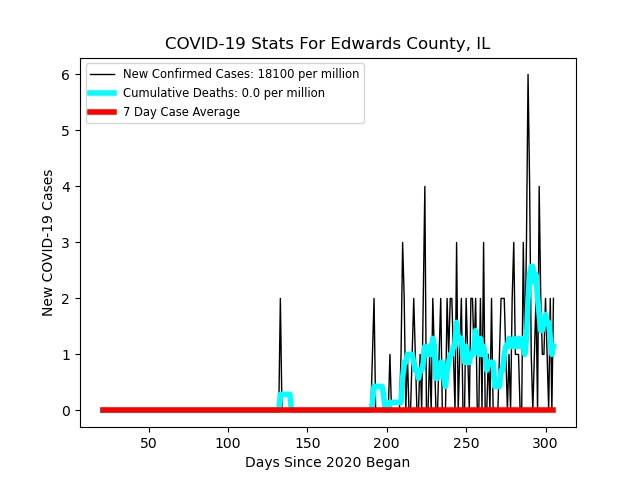 COVID-19 Stats For Edwards County, IL
New Confirmed Cases: 18100 per million
Cumulative Deaths: 0.0 per million
7 Day Case Average
New COVID-19 Cases
6
5
4
3
2
1
0
50 100 150 200 250 300
Days Since 2020 Began